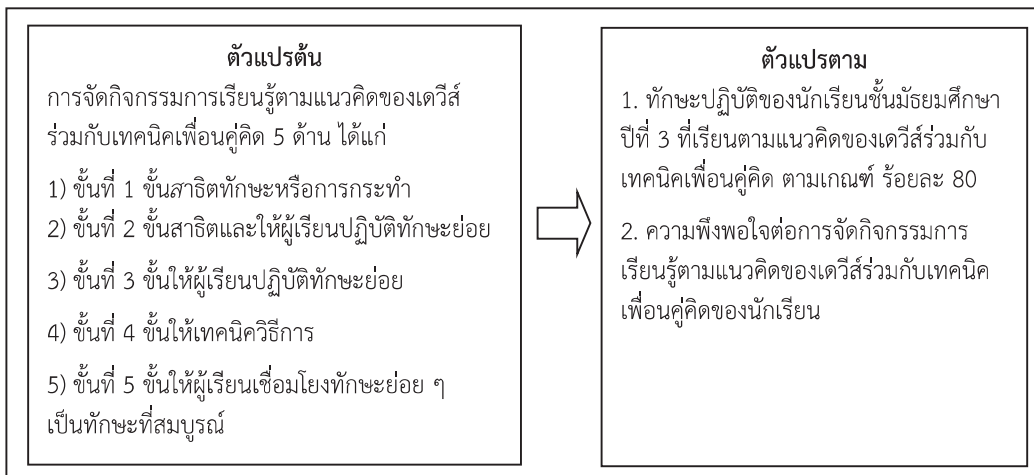 ตัวแปรต้น
การจัดกิจกรรมการเรียนรู้ตามแนวคิดของเดวีส์
ร่วมกับเทคนิคเพื่อนคู่คิด 5 ด้าน ได้แก่
1) ขั้นที่ 1 ขั้นสาธิตทักษะหรือการกระทำ
2) ขั้นที่ 2 ขั้นสาธิตและให้ผู้เรียนปฏิบัติทักษะย่อย
3) ขั้นที่ 3 ขั้นให้ผู้เรียนปฏิบัติทักษะย่อย
4) ขั้นที่ 4 ขั้นให้เทคนิควิธีการ
5) ขั้นที่ 5 ขั้นให้ผู้เรียนเชื่อมโยงทักษะย่อย ๆ
เป็นทักษะที่สมบูรณ์
ตัวแปรตาม
1. ทักษะปฏิบัติของนักเรียนชั้นมัธยมศึกษา
ปีที่ 3 ที่เรียนตามแนวคิดของเดวีส์ร่วมกับ
เทคนิคเพื่อนคู่คิด ตามเกณฑ์ ร้อยละ 80
2. ความพึงพอใจต่อการจัดกิจกรรมการ
เรียนรู้ตามแนวคิดของเดวีส์ร่วมกับเทคนิค
เพื่อนคู่คิดของนักเรียน